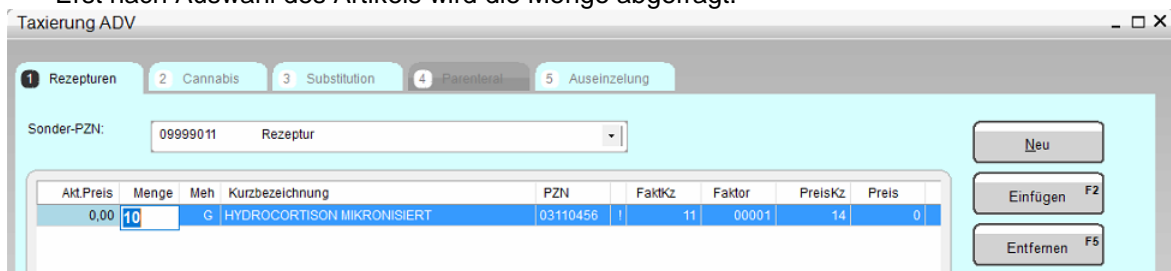 Erst nach Auswahl des Artikels wird die Menge abgefragt.
Taxierung ADV
1 Rezepturen 2 Cannabis 3 Substitution 4 Parenteral 5 Auseinzelung
Sonder-PZN: 09999011 Rezeptur
Neu
Akt.Preis Menge Meh Kurzbezeichnung PZN FaktKz Faktor PreisKz Preis
Einfügen F2
0,00 10 G HYDROCORTISON MIKRONISIERT 03110456 ! 11 00001 14 0
Entfernen F5